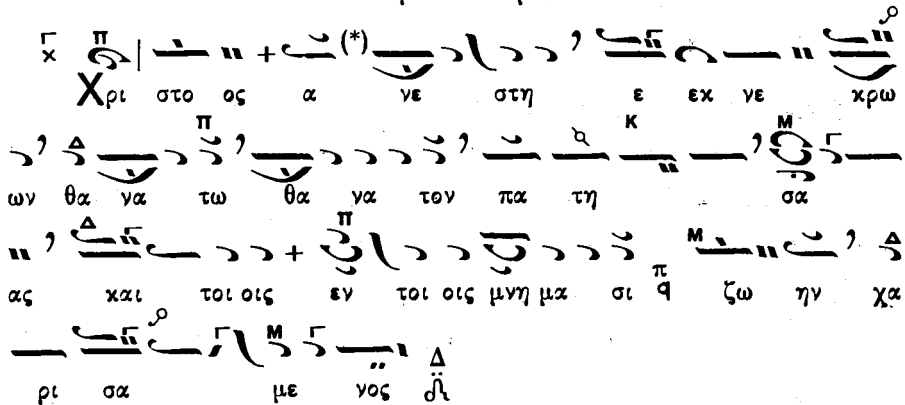 Χρι στο ος α νε στη ε εκ νε κρω
ων θα να τω θα να τον πα τη σα
ας και τοι οις εν τοι οις μνη μα σι ζω ην χα
ρι σα με νος